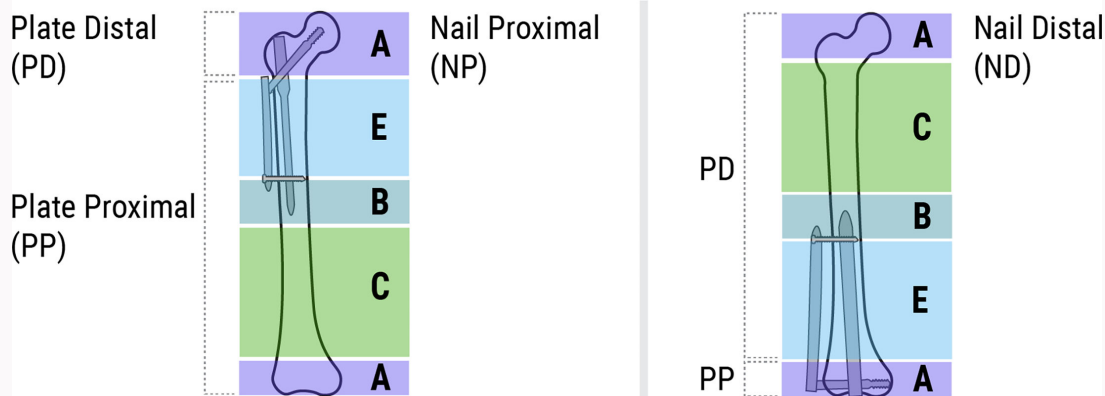 Plate Distal
(PD)
Plate Proximal
(PP)
A
E
B
C
A
Nail Proximal
(NP)
PD
PP
A
C
B
E
A
Nail Distal
(ND)